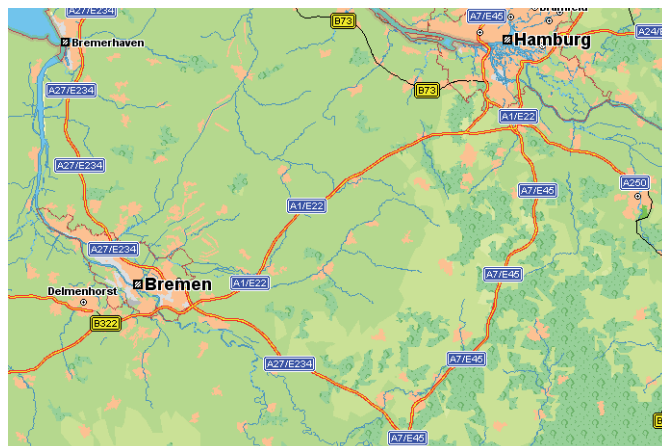 A27/E234
B73
A7/E45
Bramfeld
Bremerhaven
Hamburg
A24/E
A27/E234
B73
A1/E22
A27/E234
A250
A7/E45
A1/E22
A27/E234
A7/E45
A1/E22
Bremen
Delmenhorst
B322
A27/E234
A7/E45
A7/E45